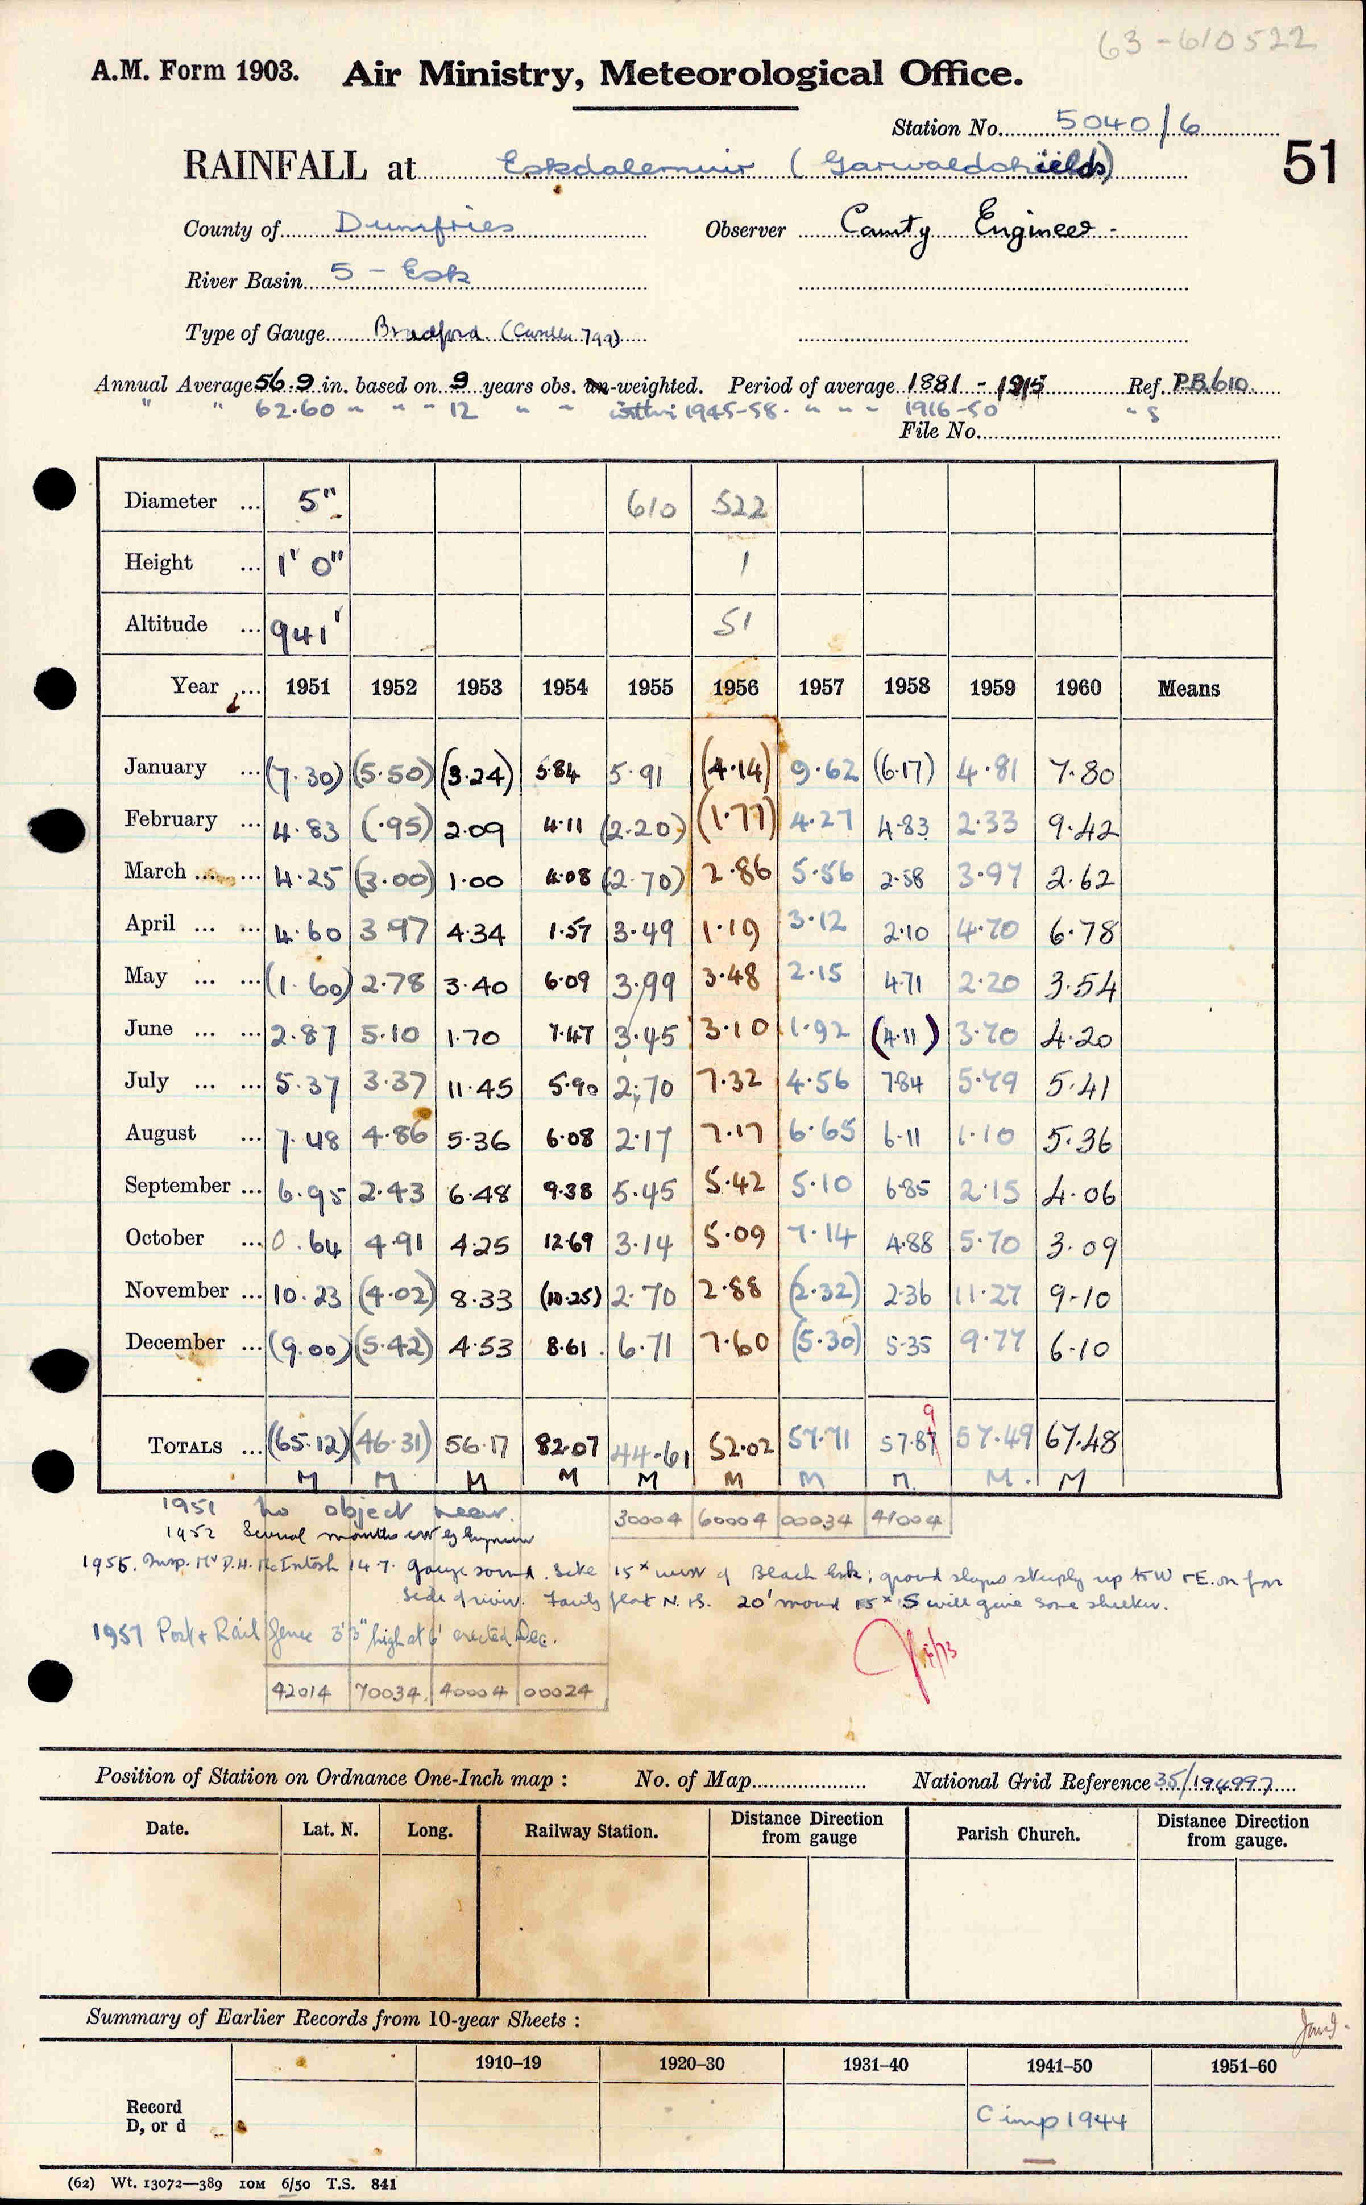 63-610522
A.M. Form 1903. Air Ministry, Meteorological Office.
Station No. 5040/6
RAINFALL at Eskdalemuir (Garwaldshields) 51
County of Dumfries Observer County Engineer.
River Basin 5 - Esk
Type of Gauge Bradford. (Camden 799)
Annual Average 56.9 in. based on 9 years obs. un-weighted. Period of average 1881 - 1915 Ref. P.B.610.
" " 62.60 " " " 12 " " 1945-58. " " " 1916-50 " S
File No.
Diameter ... 5" 610 522
Height ... 1' 0" 1
Altitude ... 941' 51
Year ... 1951 1952 1953 1954 1955 1956 1957 1958 1959 1960 Means
January ... (7.30) (5.50) (3.24) 5.84 5.91 (4.14) 9.62 (6.17) 4.81 7.80
February ... 4.83 (.95) 2.09 4.11 (2.20) (1.77) 4.27 4.83 2.33 9.42
March ... ... 4.25 (3.00) 1.00 4.08 (2.70) 2.86 5.56 2.58 3.97 2.62
April ... ... 4.60 3.97 4.34 1.57 3.49 1.19 3.12 2.10 4.70 6.78
May ... ... (1.60) 2.78 3.40 6.09 3.99 3.48 2.15 4.71 2.20 3.54
June ... ... 2.87 5.10 1.70 7.47 3.45 3.10 1.92 (4.11) 3.70 4.20
July ... ... 5.37 3.37 11.45 5.90 2.70 7.32 4.56 7.84 5.49 5.41
August ... 7.48 4.86 5.36 6.08 2.17 7.17 6.65 6.11 1.10 5.36
September ... 6.95 2.43 6.48 9.38 5.45 5.42 5.10 6.85 2.15 4.06
October ... 0.64 4.91 4.25 12.69 3.14 5.09 7.14 4.88 5.70 3.09
November ... 10.23 (4.02) 8.33 (10.25) 2.70 2.88 (2.32) 2.36 11.27 9.10
December ... (9.00) (5.42) 4.53 8.61 6.71 7.60 (5.30) 5.35 9.77 6.10
9
TOTALS ... (65.12) (46.31) 56.17 82.07 44.61 52.02 57.71 57.87 57.49 67.48
M M M M M M M M M. M
1951 no object near. 30004 60004 00034 41004
1952 Several months
1955. Insp. Mr D.H. McIntosh 14.7. gauge sound. Site 15x west of Black Esk; ground slopes steeply up to W + E. on far
side of river. Fairly flat N. S. 20' mound 15x S will give some shelter.
1957 Post & Rail fence 3'3" high at 6' erected Dec.
42014 70034 40004 00024
Position of Station on Ordnance One-Inch map : No. of Map National Grid Reference 35/194997
Date. Lat. N. Long. Railway Station. Distance Direction from gauge Parish Church. Distance Direction from gauge.
Summary of Earlier Records from 10-year Sheets :
1910–19 1920–30 1931–40 1941–50 1951–60
Record
D, or d C imp 1944
(62) Wt. 13072—389 10M 6/50 T.S. 841